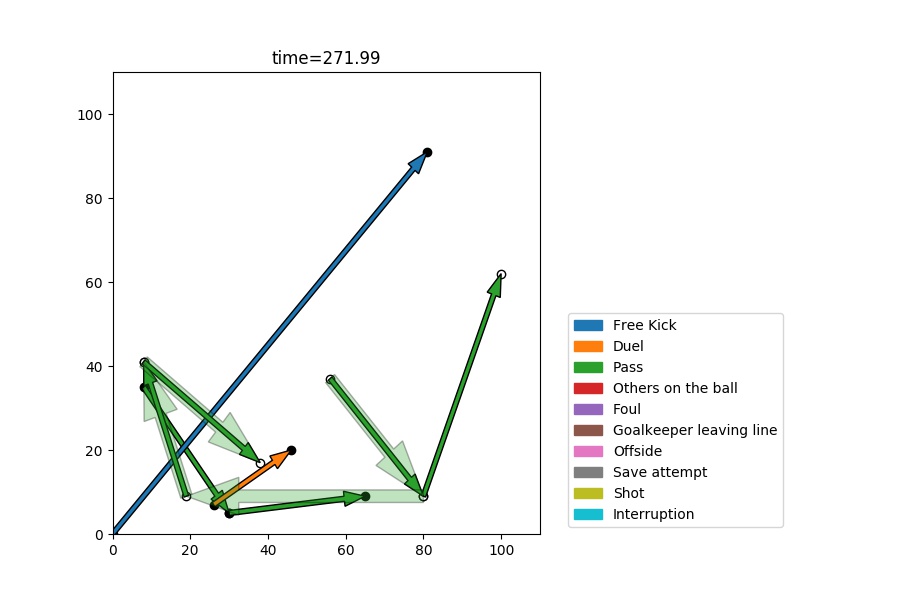 time=271.99
100
80
60
40
20
0
0 20 40 60 80 100
Free Kick
Duel
Pass
Others on the ball
Foul
Goalkeeper leaving line
Offside
Save attempt
Shot
Interruption